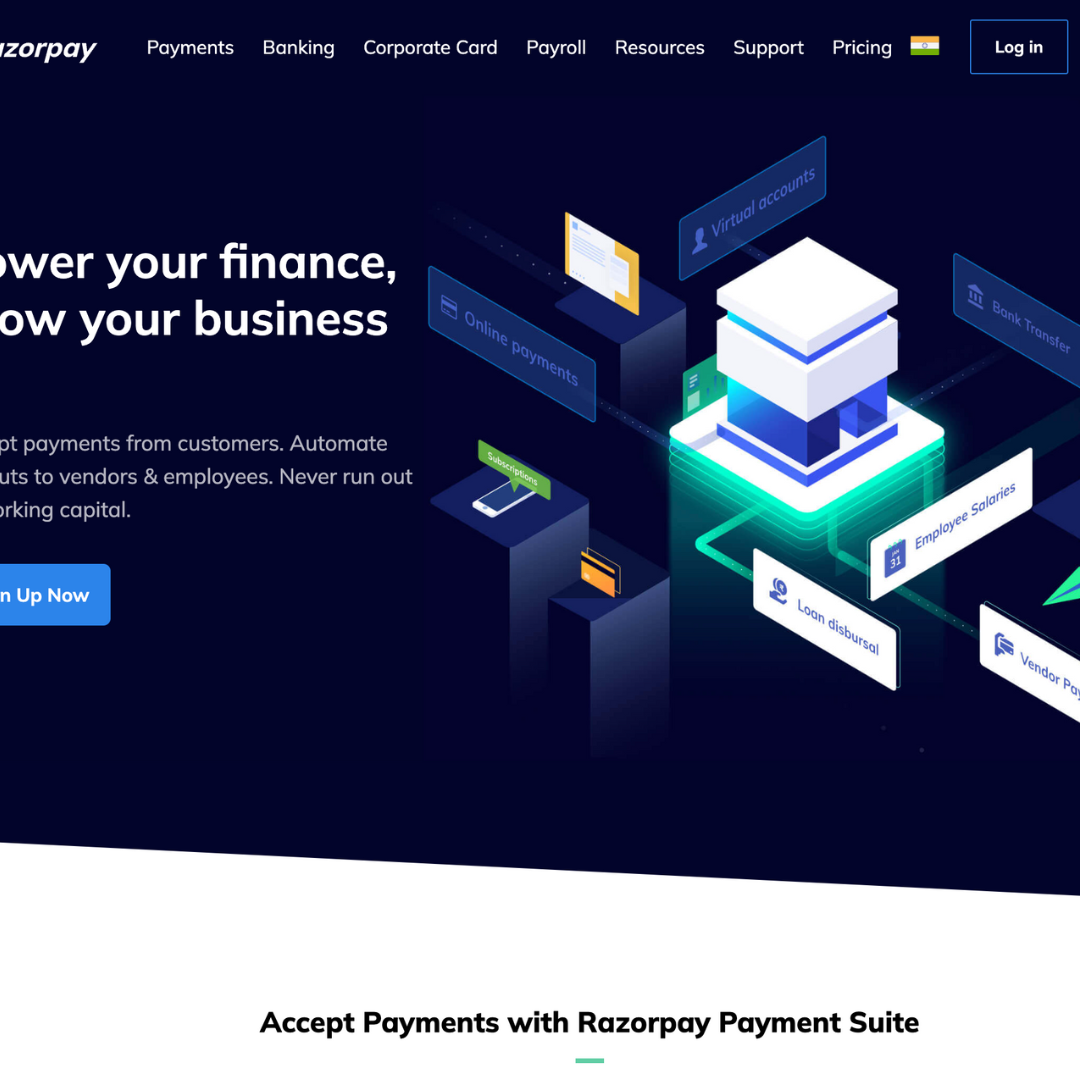 azorpay
Payments Banking Corporate Card Payroll Resources Support Pricing Log in
ower your finance,
ow your business
pt payments from customers. Automate
uts to vendors & employees. Never run out
orking capital.
n Up Now
Virtual accounts
Online payments
Bank Transfer
Subscriptions
Employee Salaries
JAN
31
Loan disbursal
Vendor Pay
Accept Payments with Razorpay Payment Suite